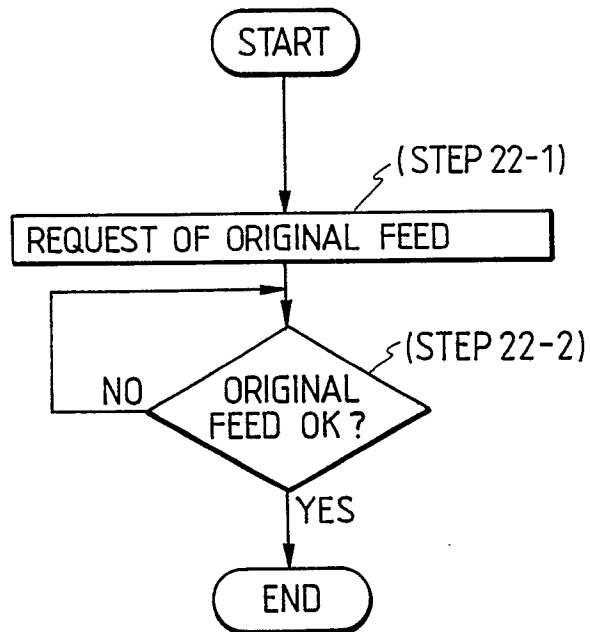 START
(STEP 22-1)
REQUEST OF ORIGINAL FEED
(STEP 22-2)
NO
ORIGINAL
FEED OK?
YES
END